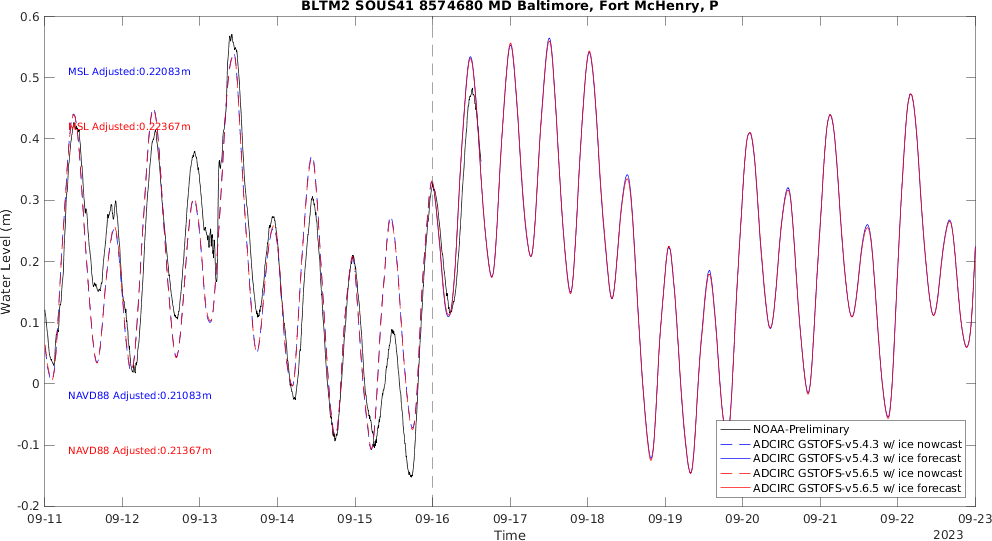 BLTM2 SOUS41 8574680 MD Baltimore, Fort McHenry, P
0.6
0.5
0.4
0.3
0.2
0.1
0
-0.1
-0.2
Water Level (m)
MSL Adjusted:0.22083m
MSL Adjusted:0.22367m
NAVD88 Adjusted:0.21083m
NAVD88 Adjusted:0.21367m
NOAA-Preliminary
ADCIRC GSTOFS-v5.4.3 w/ ice nowcast
ADCIRC GSTOFS-v5.4.3 w/ ice forecast
ADCIRC GSTOFS-v5.6.5 w/ ice nowcast
ADCIRC GSTOFS-v5.6.5 w/ ice forecast
09-11 09-12 09-13 09-14 09-15 09-16 09-17 09-18 09-19 09-20 09-21 09-22 09-23
Time
2023